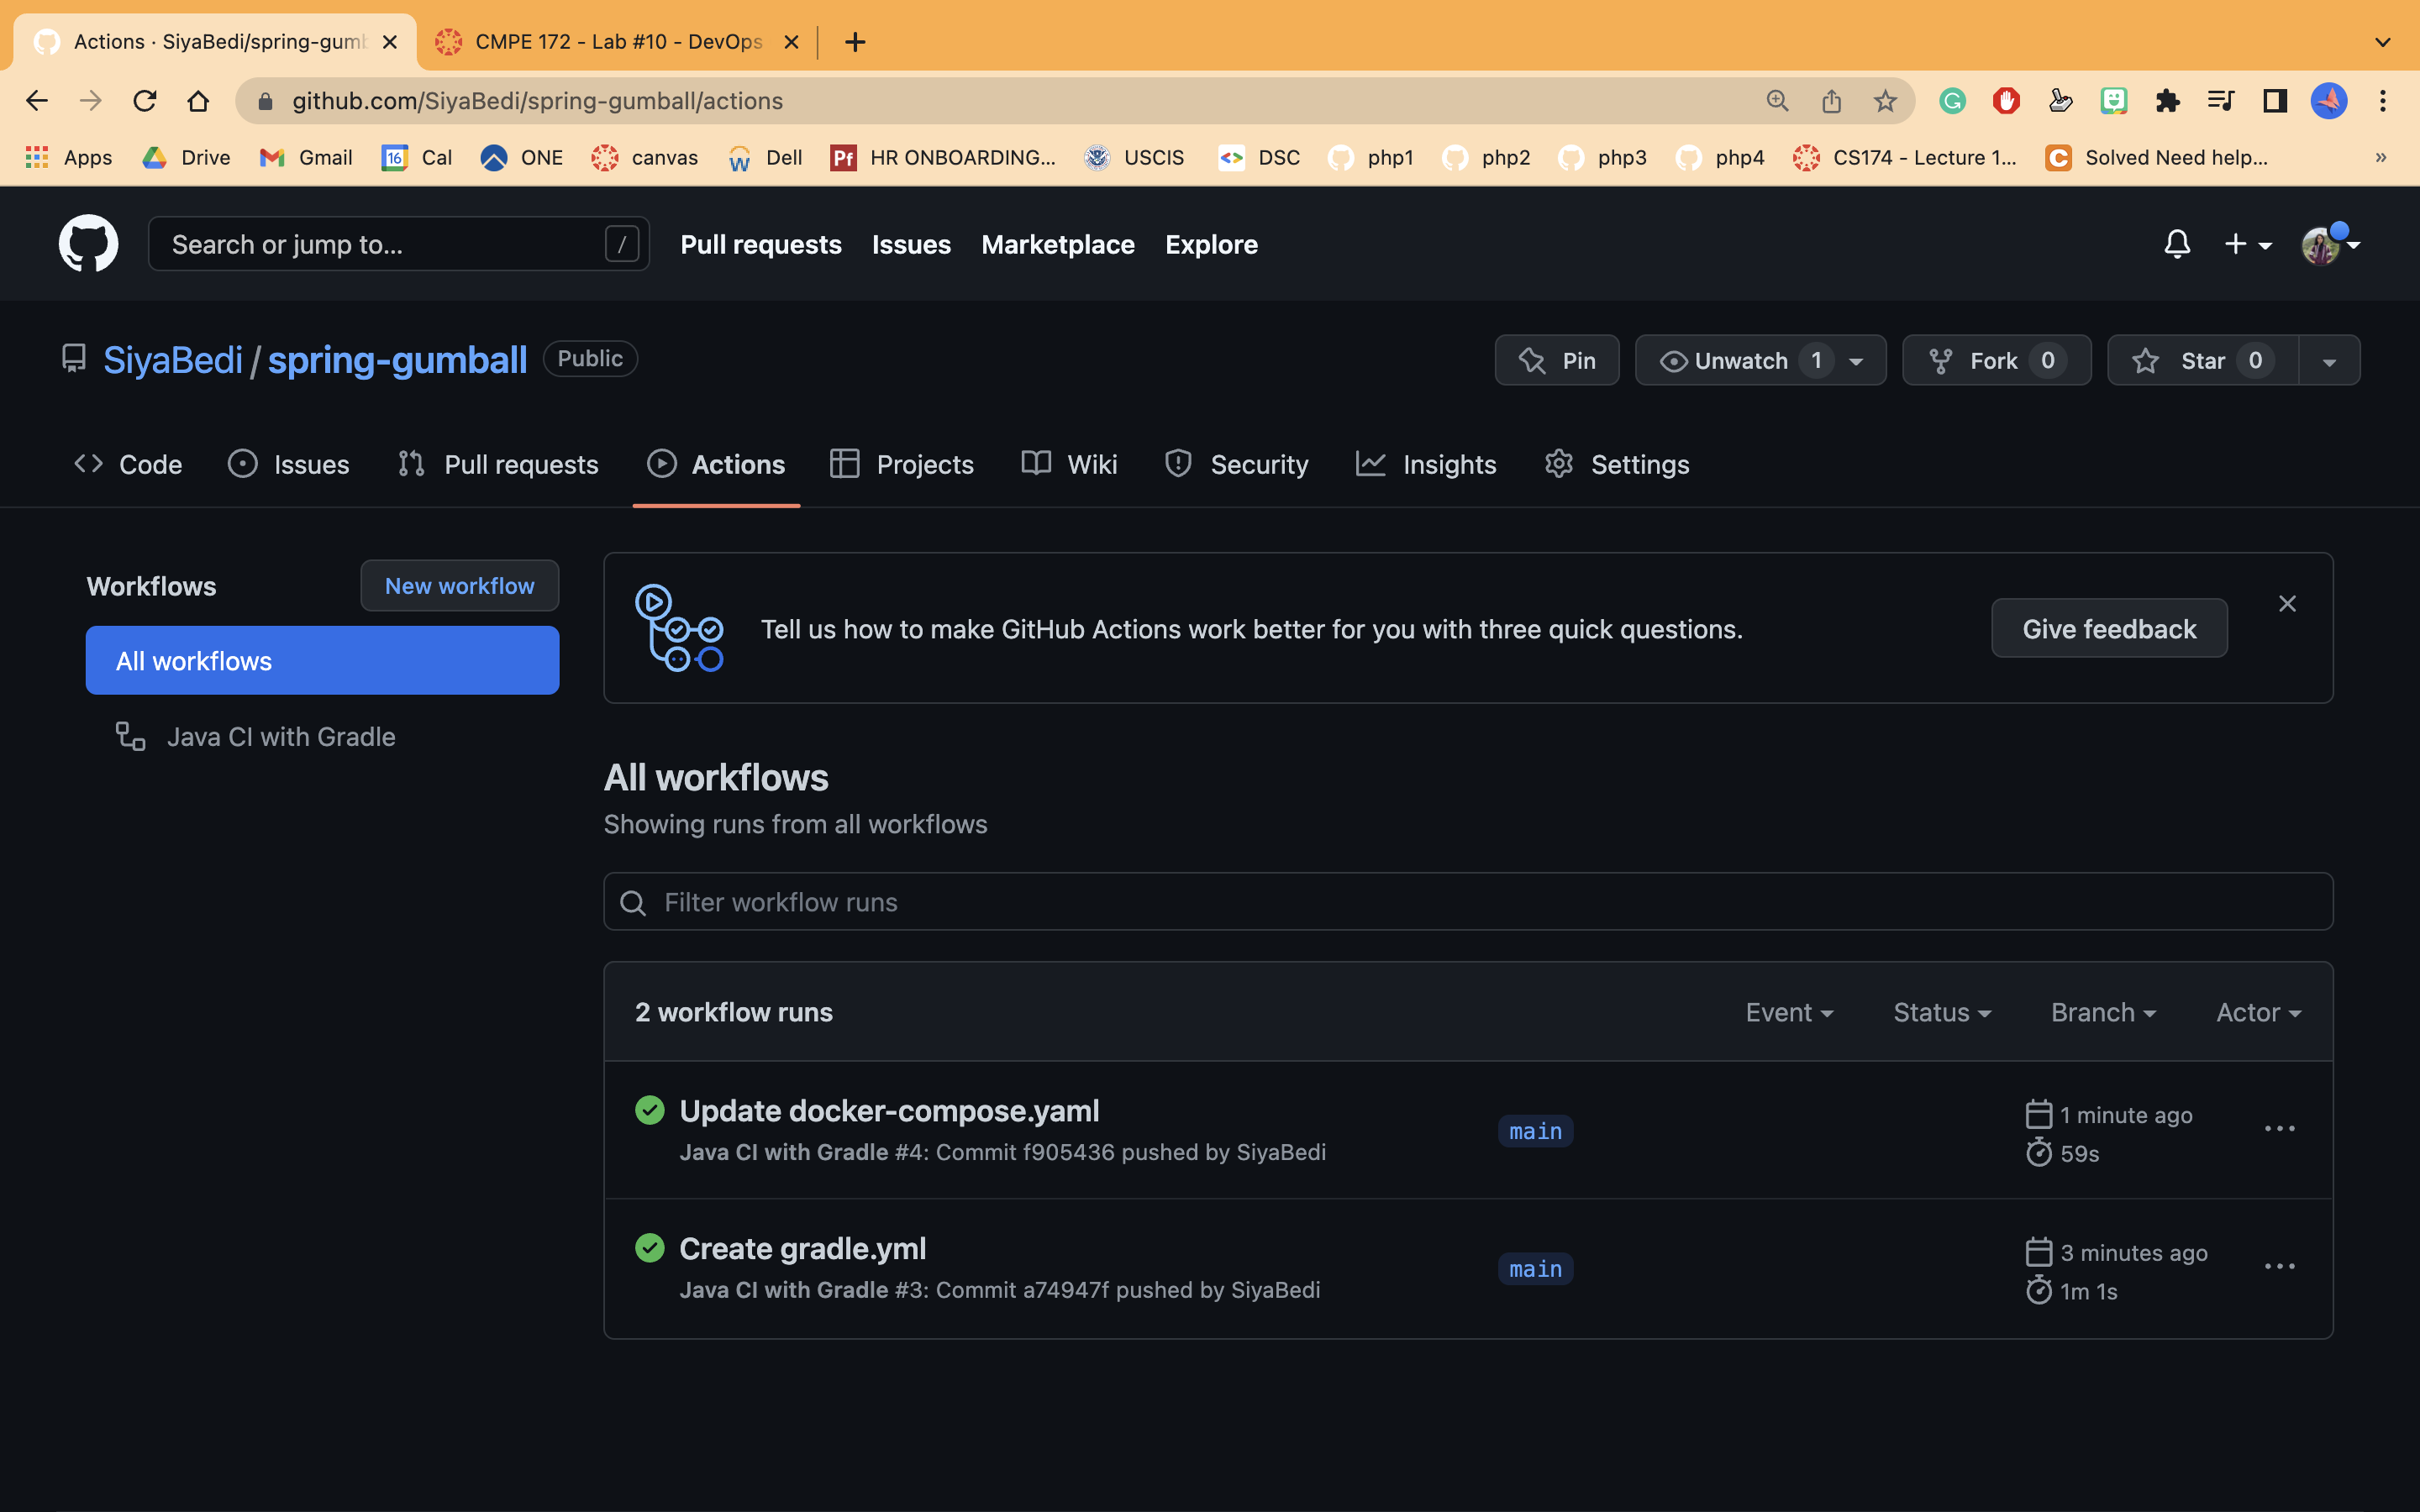 Actions · SiyaBedi/spring-gumb
CMPE 172 - Lab #10 - DevOps
github.com/SiyaBedi/spring-gumball/actions
Apps Drive Gmail 16 Cal ONE canvas Dell Pf HR ONBOARDING... USCIS DSC php1 php2 php3 php4 CS174 - Lecture 1... C Solved Need help... »
Search or jump to... / Pull requests Issues Marketplace Explore
SiyaBedi / spring-gumball Public Pin Unwatch 1 Fork 0 Star 0
Code Issues Pull requests Actions Projects Wiki Security Insights Settings
Workflows New workflow
All workflows
Java CI with Gradle
Tell us how to make GitHub Actions work better for you with three quick questions. Give feedback
All workflows
Showing runs from all workflows
Filter workflow runs
2 workflow runs Event Status Branch Actor
Update docker-compose.yaml
Java CI with Gradle #4: Commit f905436 pushed by SiyaBedi
main
1 minute ago
59s
Create gradle.yml
Java CI with Gradle #3: Commit a74947f pushed by SiyaBedi
main
3 minutes ago
1m 1s